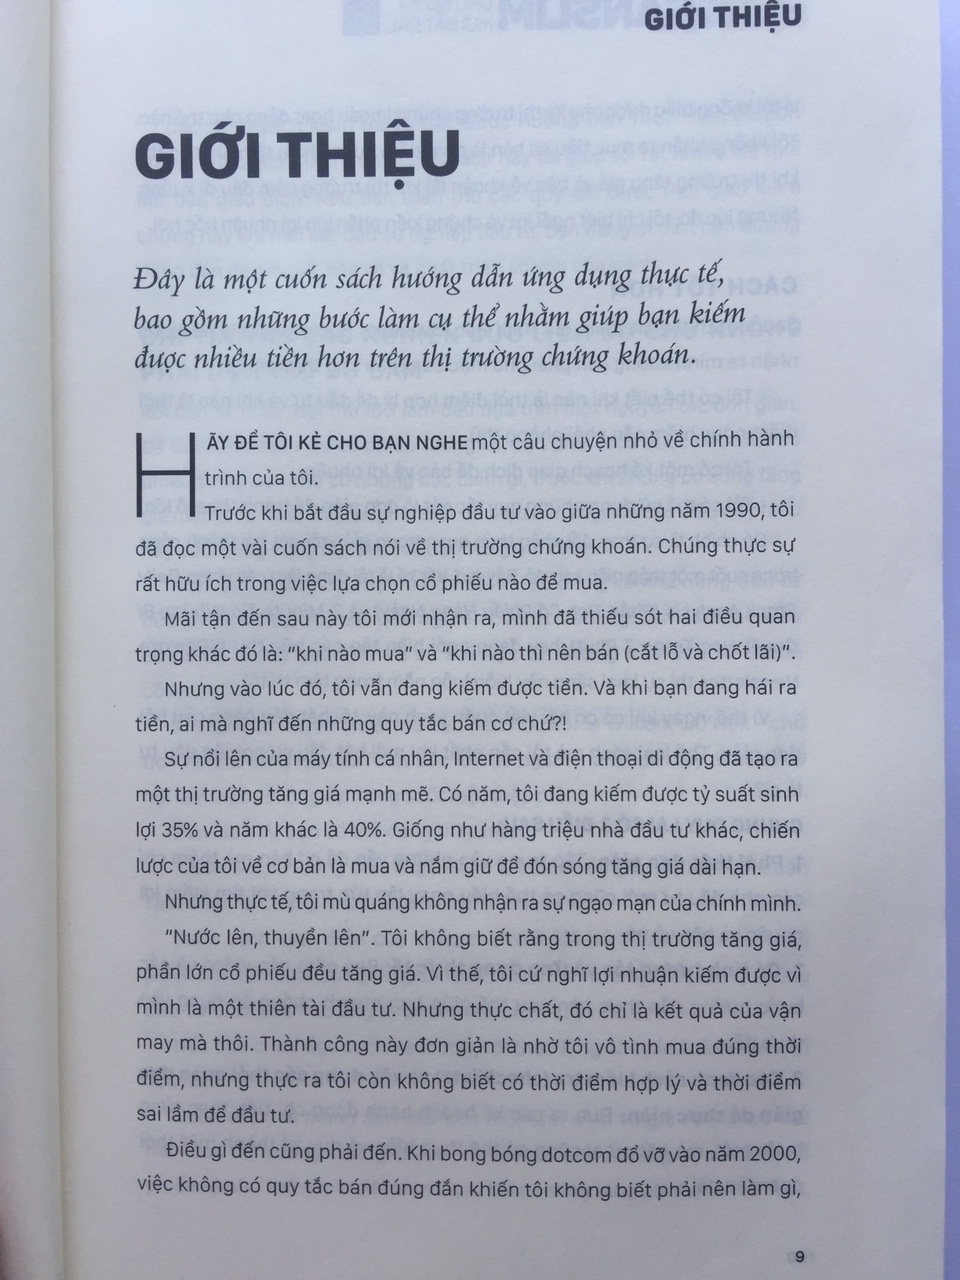 GIỚI THIỆU
GIỚI THIỆU
Đây là một cuốn sách hướng dẫn ứng dụng thực tế,
bao gồm những bước làm cụ thể nhằm giúp bạn kiếm
được nhiều tiền hơn trên thị trường chứng khoán.
HÃY ĐỂ TÔI KẺ CHO BẠN NGHE một câu chuyện nhỏ về chính hành
trình của tôi.
Trước khi bắt đầu sự nghiệp đầu tư vào giữa những năm 1990, tôi
đã đọc một vài cuốn sách nói về thị trường chứng khoán. Chúng thực sự
rất hữu ích trong việc lựa chọn cổ phiếu nào để mua.
Mãi tận đến sau này tôi mới nhận ra, mình đã thiếu sót hai điều quan
trọng khác đó là: “khi nào mua” và “khi nào thì nên bán (cắt lỗ và chốt lãi)”.
Nhưng vào lúc đó, tôi vẫn đang kiếm được tiền. Và khi bạn đang hái ra
tiền, ai mà nghĩ đến những quy tắc bán cơ chứ?!
Sự nổi lên của máy tính cá nhân, Internet và điện thoại di động đã tạo ra
một thị trường tăng giá mạnh mẽ. Có năm, tôi đang kiếm được tỷ suất sinh
lợi 35% và năm khác là 40%. Giống như hàng triệu nhà đầu tư khác, chiến
lược của tôi về cơ bản là mua và nắm giữ để đón sóng tăng giá dài hạn.
Nhưng thực tế, tôi mù quáng không nhận ra sự ngạo mạn của chính mình.
“Nước lên, thuyền lên”. Tôi không biết rằng trong thị trường tăng giá,
phần lớn cổ phiếu đều tăng giá. Vì thế, tôi cứ nghĩ lợi nhuận kiếm được vì
mình là một thiên tài đầu tư. Nhưng thực chất, đó chỉ là kết quả của vận
may mà thôi. Thành công này đơn giản là nhờ tôi vô tình mua đúng thời
điểm, nhưng thực ra tôi còn không biết có thời điểm hợp lý và thời điểm
sai lầm để đầu tư.
Điều gì đến cũng phải đến. Khi bong bóng dotcom đổ vỡ vào năm 2000,
việc không có quy tắc bán đúng đắn khiến tôi không biết phải nên làm gì,
9